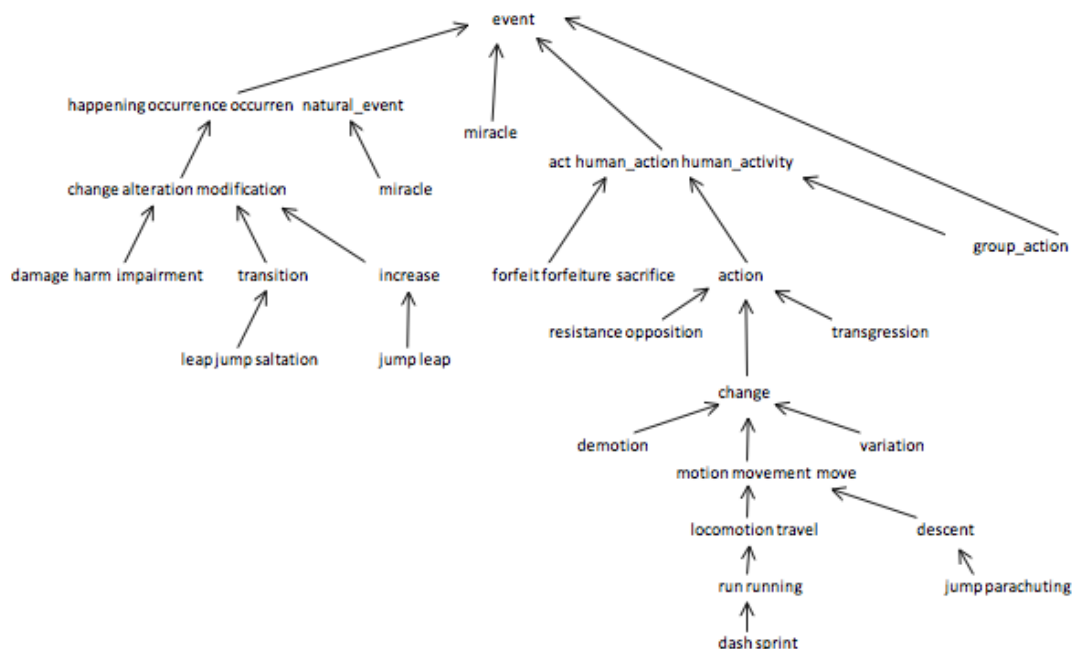 event
happening occurrence occurren natural_event
miracle
act human_action human_activity
change alteration modification
miracle
group_action
damage harm impairment
transition
increase
forfeit forfeiture sacrifice
action
resistance opposition
transgression
leap jump saltation
jump leap
change
demotion
variation
motion movement move
locomotion travel
descent
run running
jump parachuting
dash sprint